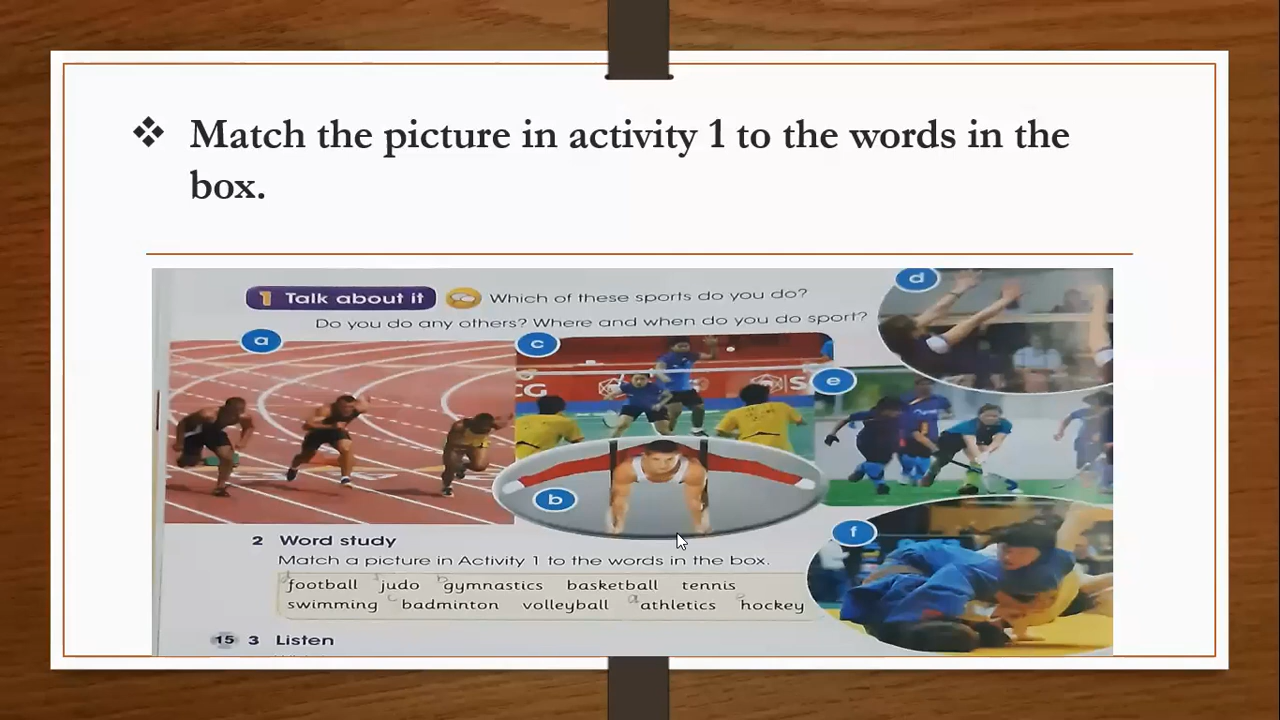 ❖ Match the picture in activity 1 to the words in the
box.
1 Talk about it Which of these sports do you do?
Do you do any others? Where and when do you do sport?
a
c
d
e
b
f
2 Word study
Match a picture in Activity 1 to the words in the box.
football judo gymnastics basketball tennis
swimming badminton volleyball athletics hockey
15 3 Listen